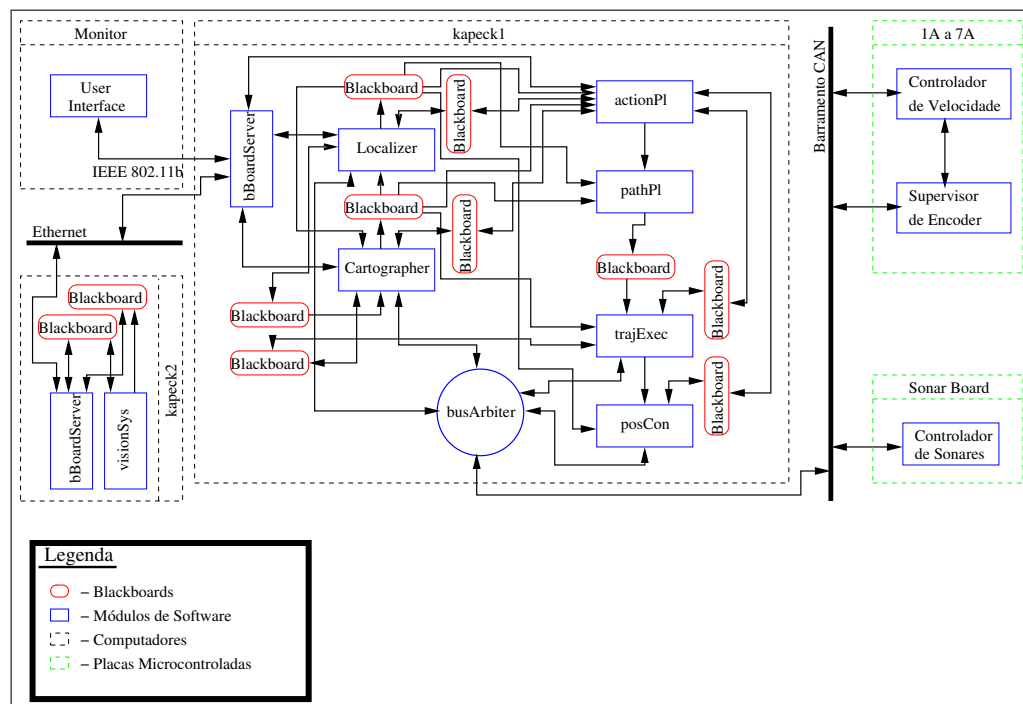 Monitor
User
Interface
IEEE 802.11b
Ethernet
Blackboard
Blackboard
bBoardServer
visionSys
kapeck2
kapeck1
bBoardServer
Blackboard
Blackboard
Localizer
Blackboard
Blackboard
Cartographer
Blackboard
Blackboard
busArbiter
actionPl
pathPl
Blackboard
Blackboard
trajExec
Blackboard
posCon
Barramento CAN
1A a 7A
Controlador
de Velocidade
Supervisor
de Encoder
Sonar Board
Controlador
de Sonares
Legenda
– Blackboards
– Módulos de Software
– Computadores
– Placas Microcontroladas